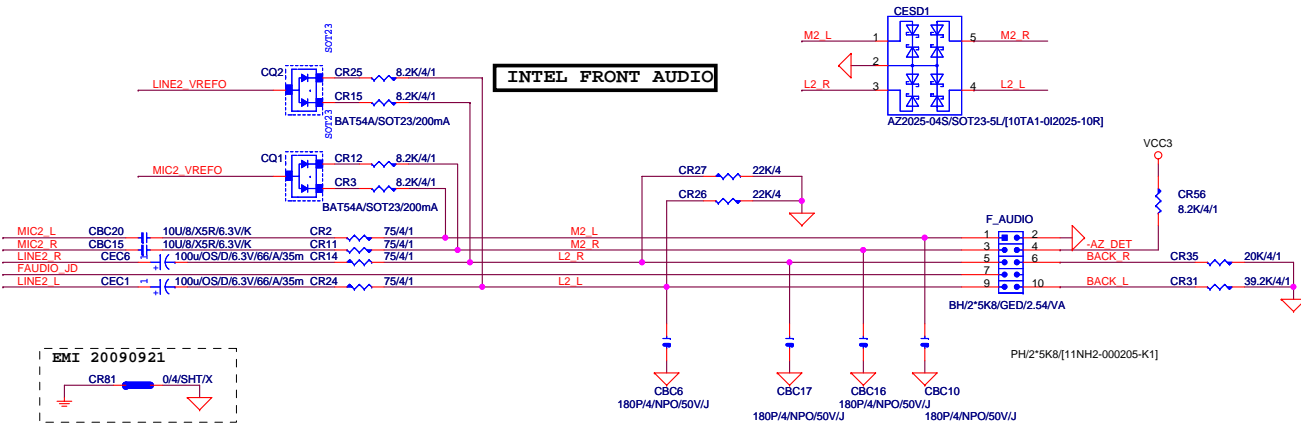 CESD1
M2_L 1 5 M2_R
2
L2_R 3 4 L2_L
AZ2025-04S/SOT23-5L/[10TA1-0I2025-10R]
INTEL FRONT AUDIO
SOT23
CQ2 CR25 8.2K/4/1
LINE2_VREFO CR15 8.2K/4/1
BAT54A/SOT23/200mA
SOT23
CQ1 CR12 8.2K/4/1
MIC2_VREFO CR3 8.2K/4/1
BAT54A/SOT23/200mA
VCC3
CR56
8.2K/4/1
CR27 22K/4
CR26 22K/4
F_AUDIO
MIC2_L CBC20 10U/8/X5R/6.3V/K CR2 75/4/1 M2_L 1 2
MIC2_R CBC15 10U/8/X5R/6.3V/K CR11 75/4/1 M2_R 3 4 -AZ_DET
LINE2_R CEC6 + 100u/OS/D/6.3V/66/A/35m CR14 75/4/1 L2_R 5 6 BACK_R CR35 20K/4/1
FAUDIO_JD 7
LINE2_L CEC1 1 + 100u/OS/D/6.3V/66/A/35m CR24 75/4/1 L2_L 9 10 BACK_L CR31 39.2K/4/1
BH/2*5K8/GED/2.54/VA
PH/2*5K8/[11NH2-000205-K1]
EMI 20090921
CR81 0/4/SHT/X
CBC6
180P/4/NPO/50V/J
CBC17
180P/4/NPO/50V/J
CBC16
180P/4/NPO/50V/J
CBC10
180P/4/NPO/50V/J